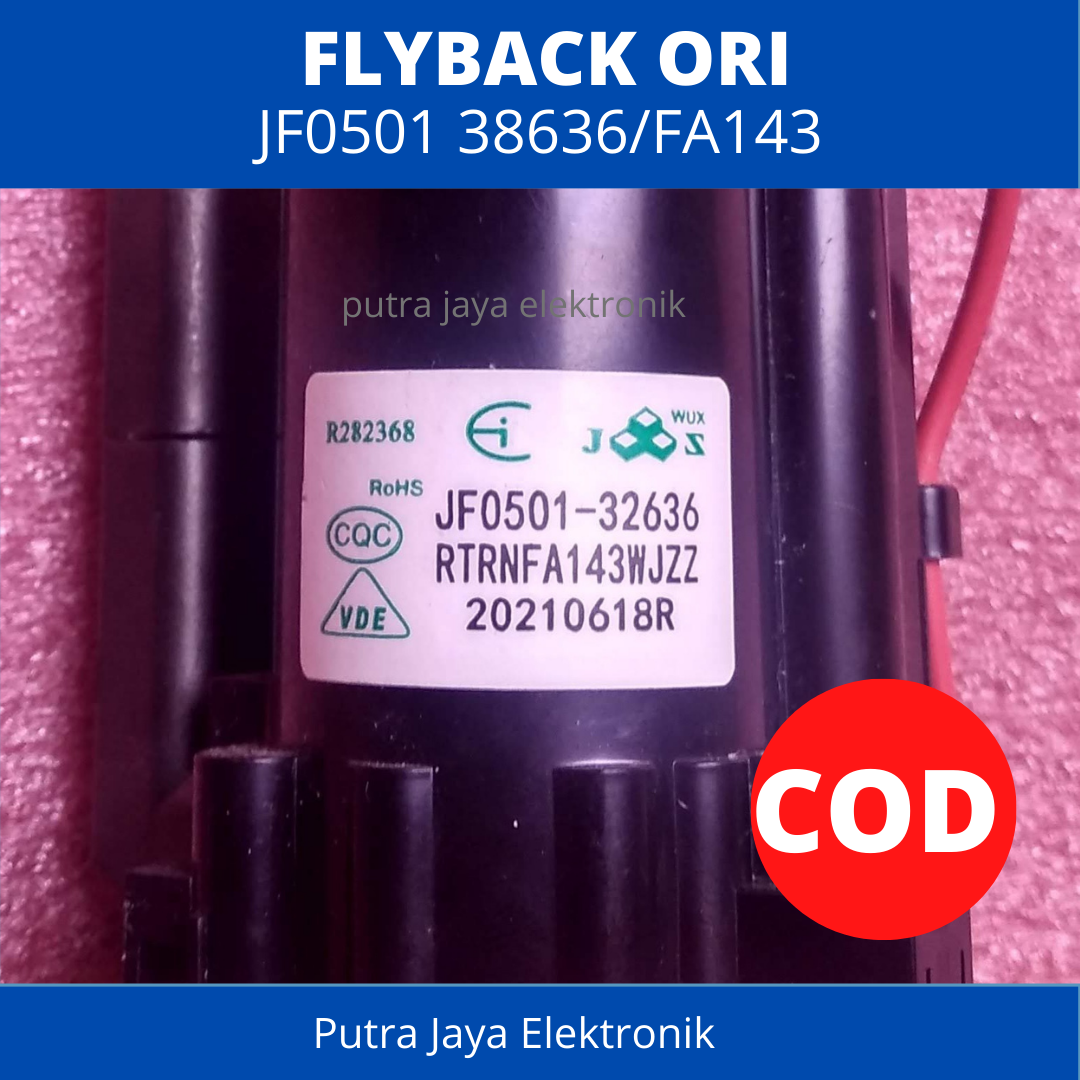 FLYBACK ORI
JF0501 38636/FA143
putra jaya elektronik
R282368
WUX
J S
RoHS
CQC
JF0501-32636
RTRNFA143WJZZ
VDE
20210618R
COD
Putra Jaya Elektronik